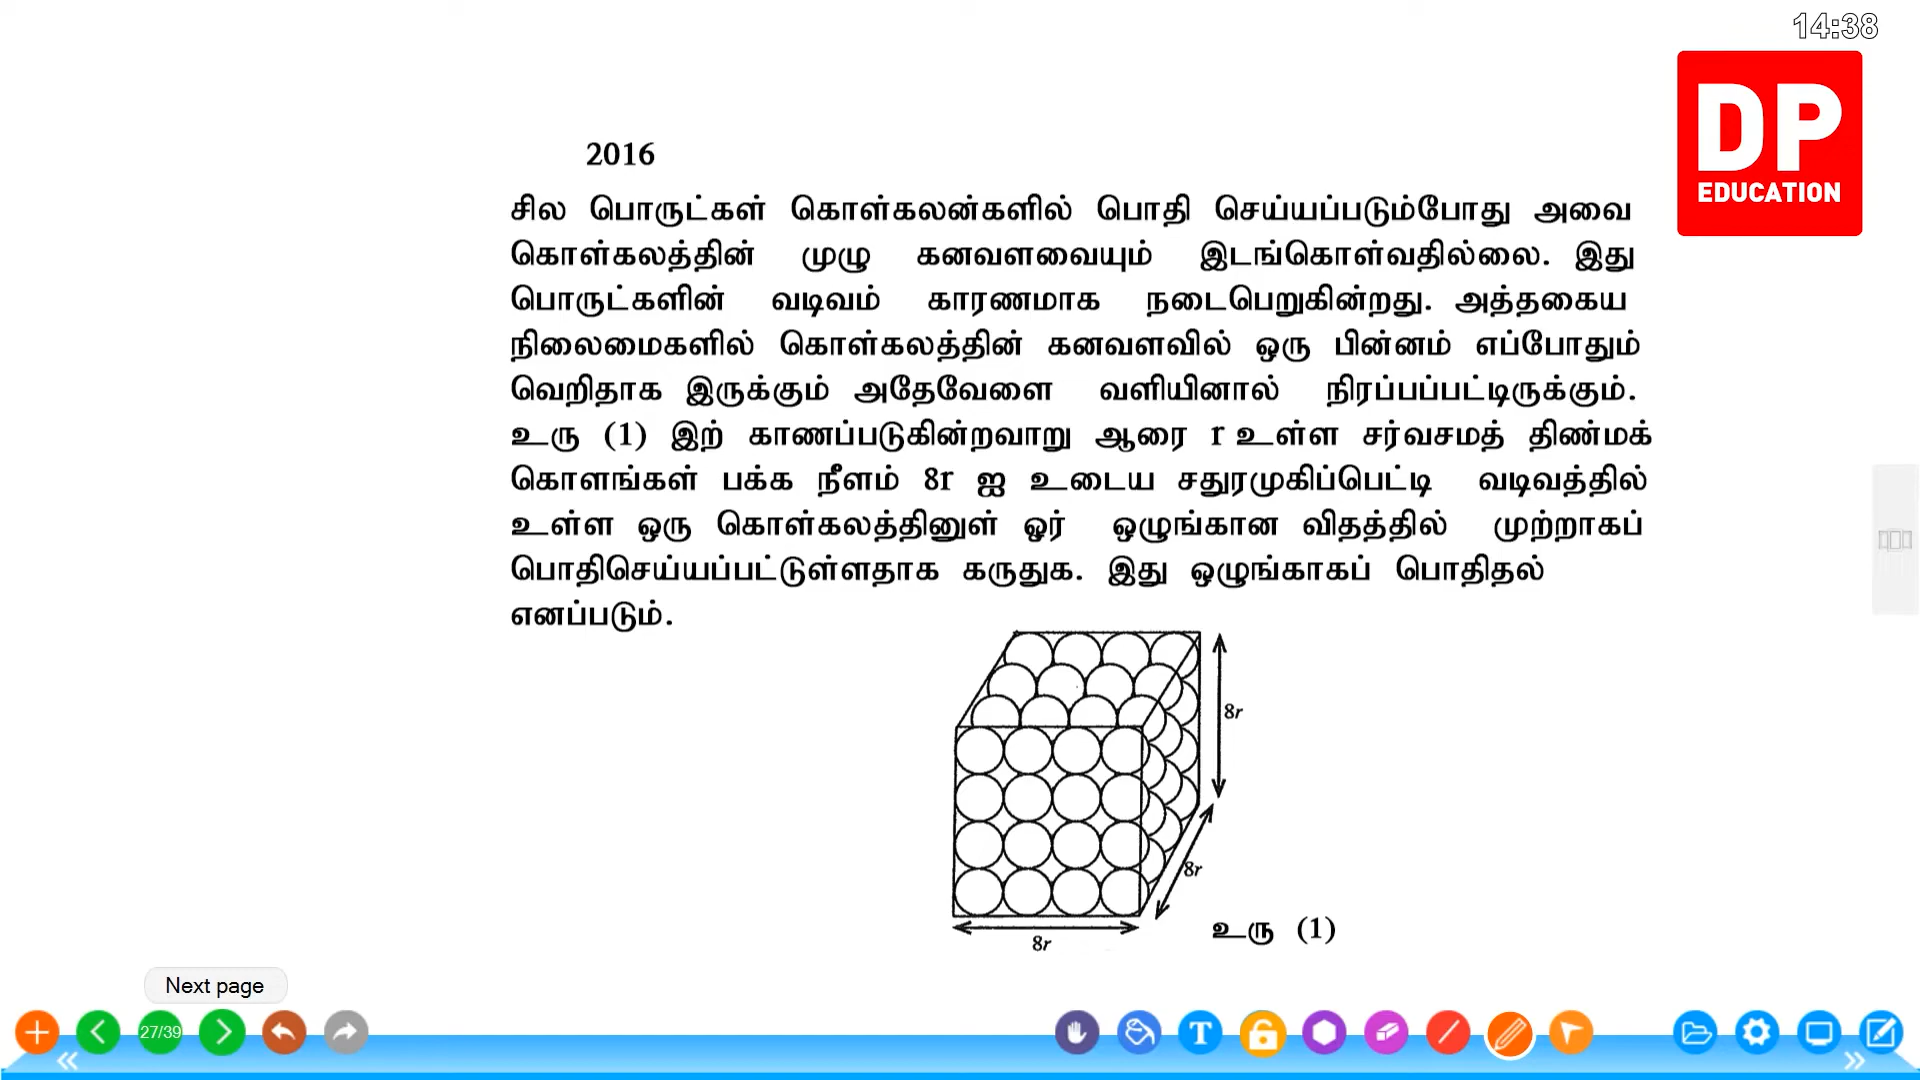 14:38
DP
EDUCATION
2016
சில பொருட்கள் கொள்கலன்களில் பொதி செய்யப்படும்போது அவை
கொள்கலத்தின் முழு கனவளவையும் இடங்கொள்வதில்லை. இது
பொருட்களின் வடிவம் காரணமாக நடைபெறுகின்றது. அத்தகைய
நிலைமைகளில் கொள்கலத்தின் கனவளவில் ஒரு பின்னம் எப்போதும்
வெறிதாக இருக்கும் அதேவேளை வளியினால் நிரப்பப்பட்டிருக்கும்.
உரு (1) இற் காணப்படுகின்றவாறு ஆரை r உள்ள சர்வசமத் திண்மக்
கொளங்கள் பக்க நீளம் 8r ஐ உடைய சதுரமுகிப்பெட்டி வடிவத்தில்
உள்ள ஒரு கொள்கலத்தினுள் ஓர் ஒழுங்கான விதத்தில் முற்றாகப்
பொதிசெய்யப்பட்டுள்ளதாக கருதுக. இது ஒழுங்காகப் பொதிதல்
எனப்படும்.
8r
8r
8r
உரு (1)
Next page
27/39
T